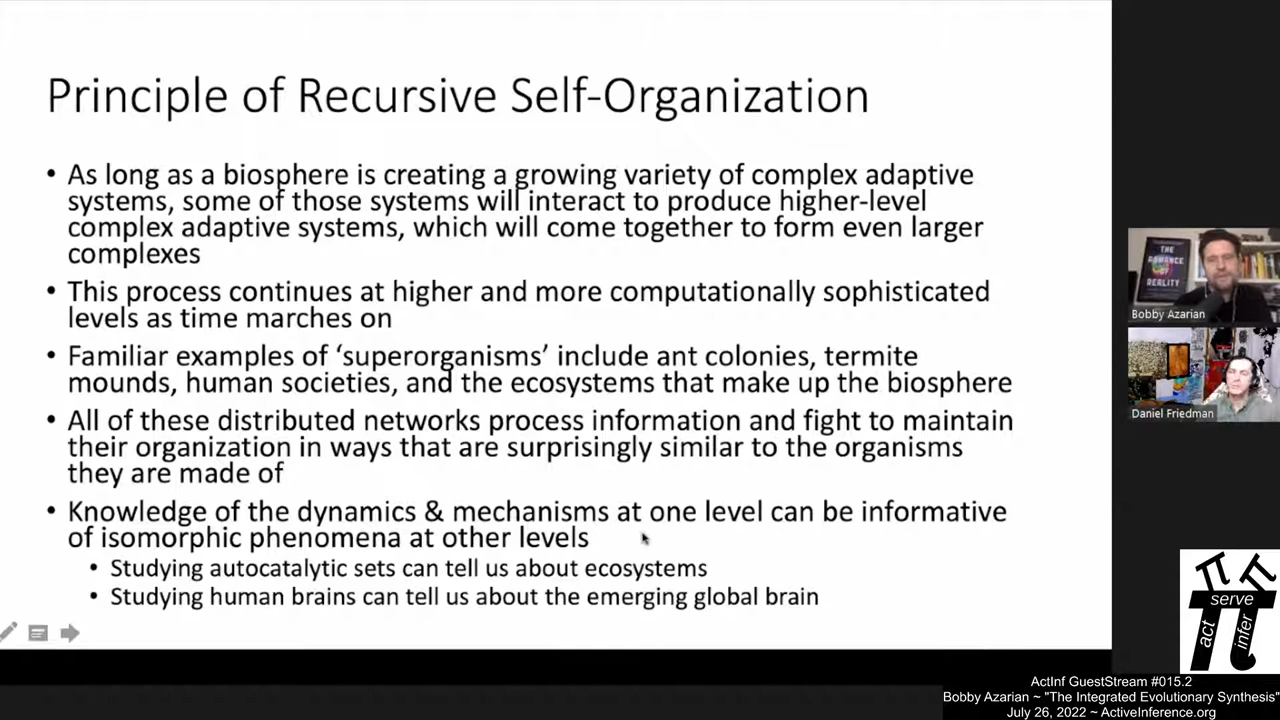 Principle of Recursive Self-Organization
• As long as a biosphere is creating a growing variety of complex adaptive
systems, some of those systems will interact to produce higher-level
complex adaptive systems, which will come together to form even larger
complexes
• This process continues at higher and more computationally sophisticated
levels as time marches on
• Familiar examples of ‘superorganisms’ include ant colonies, termite
mounds, human societies, and the ecosystems that make up the biosphere
• All of these distributed networks process information and fight to maintain
their organization in ways that are surprisingly similar to the organisms
they are made of
• Knowledge of the dynamics & mechanisms at one level can be informative
of isomorphic phenomena at other levels
• Studying autocatalytic sets can tell us about ecosystems
• Studying human brains can tell us about the emerging global brain
THE
ROMANCE
OF
REALITY
Bobby Azarian
Daniel Friedman
serve
act
infer
ActInf GuestStream #015.2
Bobby Azarian ~ "The Integrated Evolutionary Synthesis"
July 26, 2022 ~ ActiveInference.org